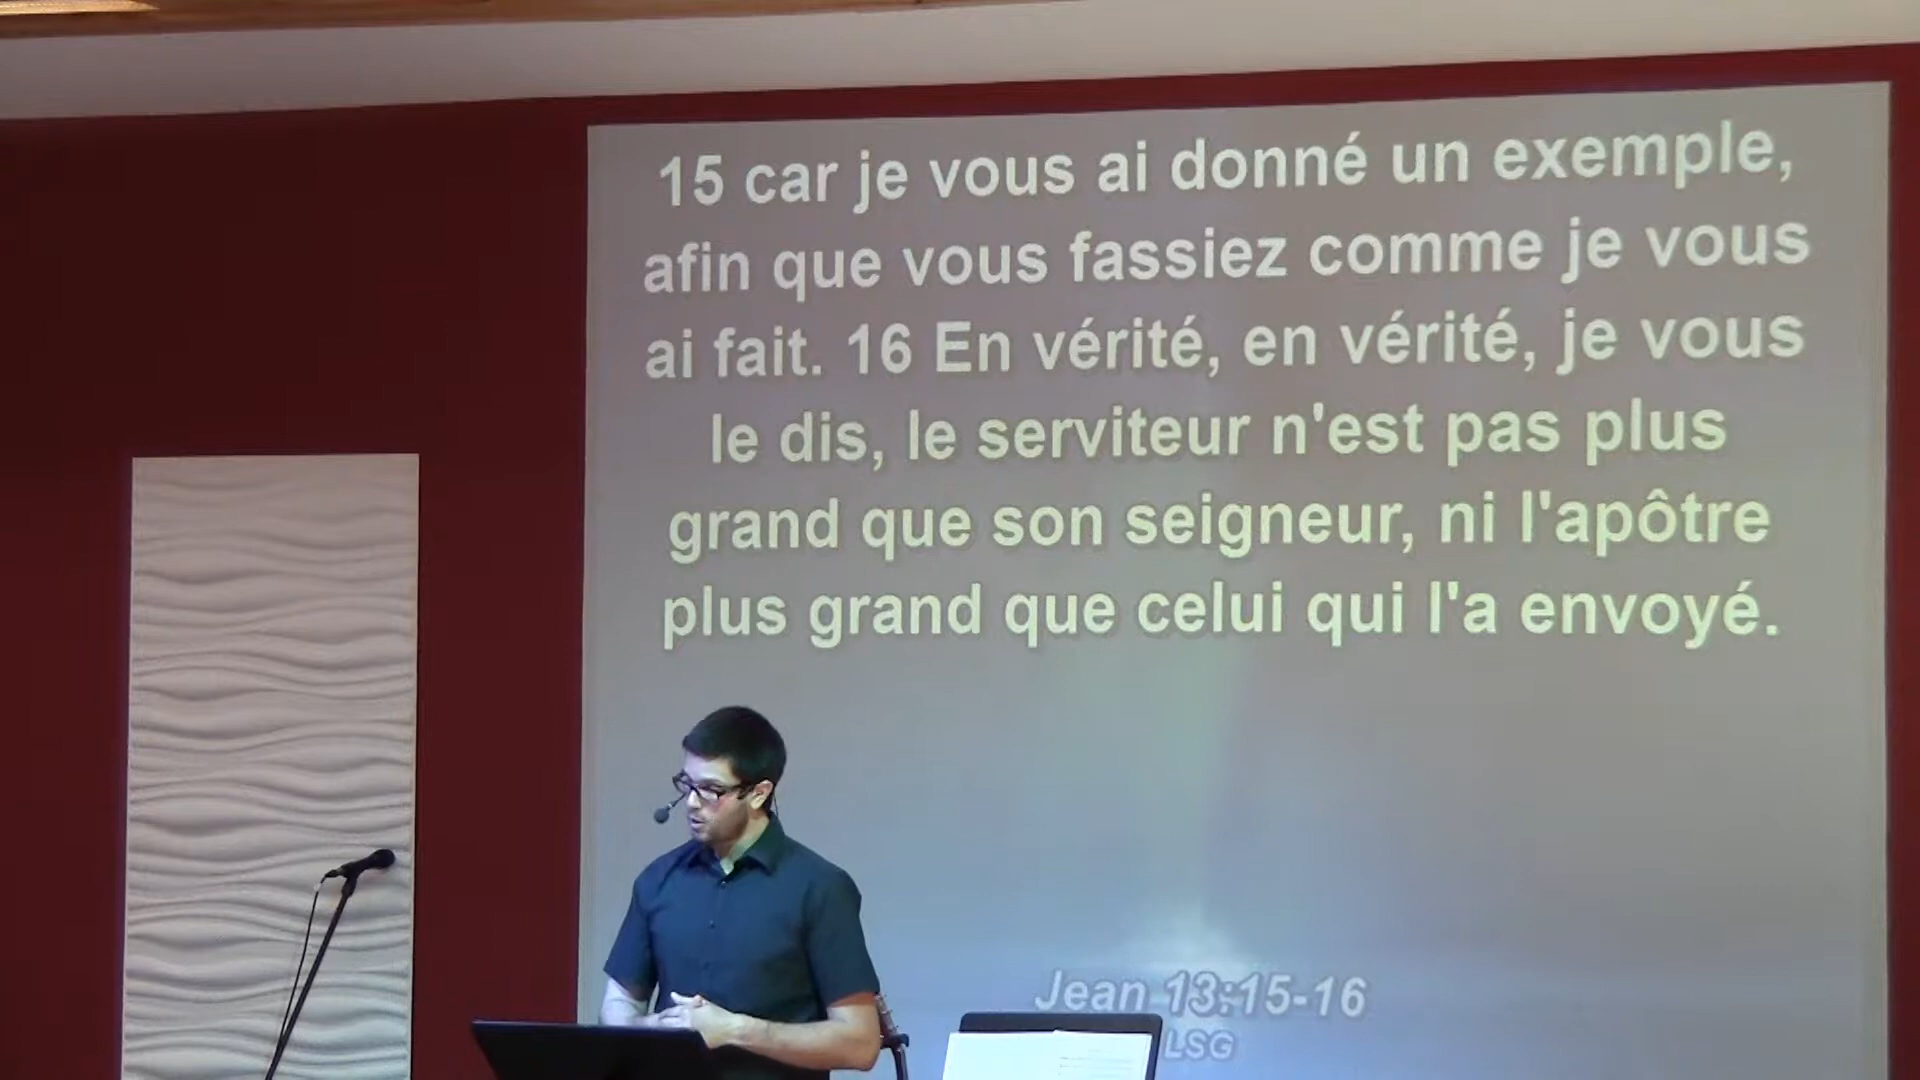 15 car je vous ai donné un exemple,
afin que vous fassiez comme je vous
ai fait. 16 En vérité, en vérité, je vous
le dis, le serviteur n'est pas plus
grand que son seigneur, ni l'apôtre
plus grand que celui qui l'a envoyé.
Jean 13:15-16
LSG